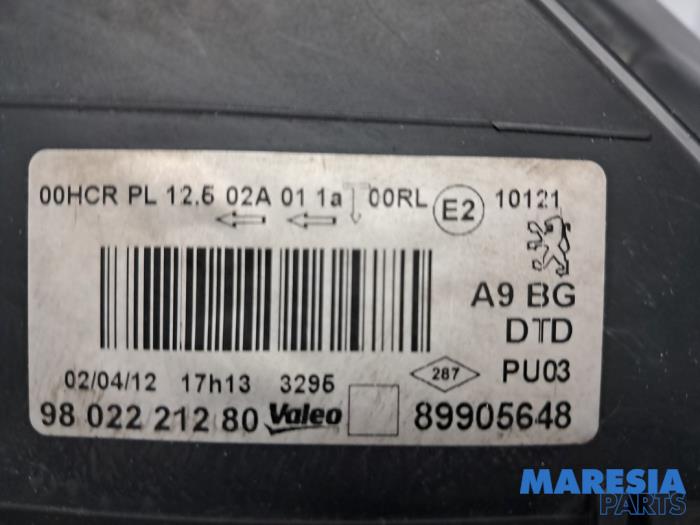 00HCR PL 12.5 02A 01 1a 00RL E2 10121
A9 BG
DTD
02/04/12 17h13 3295 287 PU03
98 022 212 80 Valeo 89905648
MARESIA
PARTS